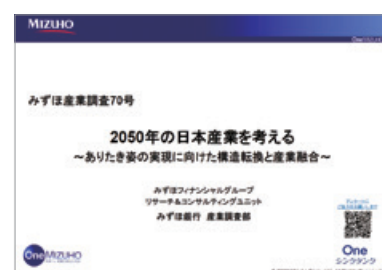 MIZUHO
みずほ産業調査70号
2050年の日本産業を考える
～ありたき姿の実現に向けた構造転換と産業融合～
みずほフィナンシャルグループ
リサーチ&コンサルティングユニット
みずほ銀行 産業調査部
OneMIZUHO
One
シンクタンク